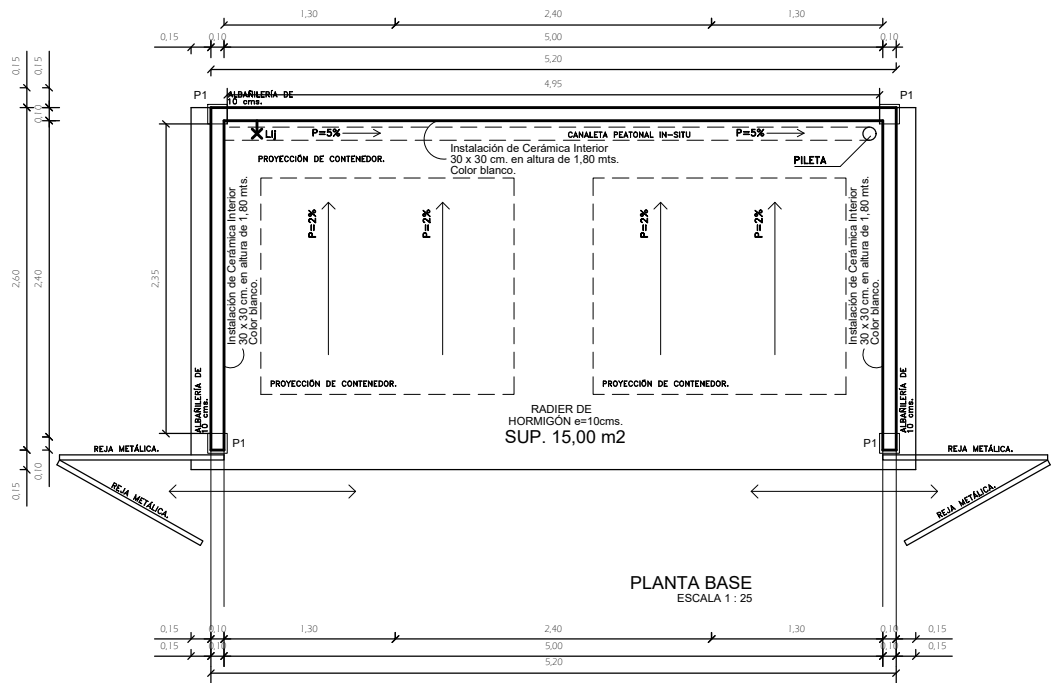 1,30
2,40
1,30
0,15
0,10
5,00
0,10
5,20
4,95
0,15
0,15
0,10
P1
ALBAÑILERÍA DE
10 cms.
P1
Lij
P=5%
CANALETA PEATONAL IN-SITU
P=5%
PROYECCIÓN DE CONTENEDOR.
Instalación de Cerámica Interior
30 x 30 cm. en altura de 1,80 mts.
Color blanco.
PILETA
P=2%
P=2%
P=2%
P=2%
Instalación de Cerámica Interior
30 x 30 cm. en altura de 1,80 mts.
Color blanco.
Instalación de Cerámica Interior
30 x 30 cm. en altura de 1,80 mts.
Color blanco.
2,60
2,40
2,35
PROYECCIÓN DE CONTENEDOR.
PROYECCIÓN DE CONTENEDOR.
ALBAÑILERÍA DE
10 cms.
ALBAÑILERÍA DE
10 cms.
RADIER DE
HORMIGÓN e=10cms.
SUP. 15,00 m2
P1
P1
REJA METÁLICA.
REJA METÁLICA.
0,10
0,15
REJA METÁLICA.
REJA METÁLICA.
PLANTA BASE
ESCALA 1 : 25
0,15
0,10
1,30
2,40
1,30
0,10
0,15
0,15
0,10
5,00
0,10
0,15
5,20